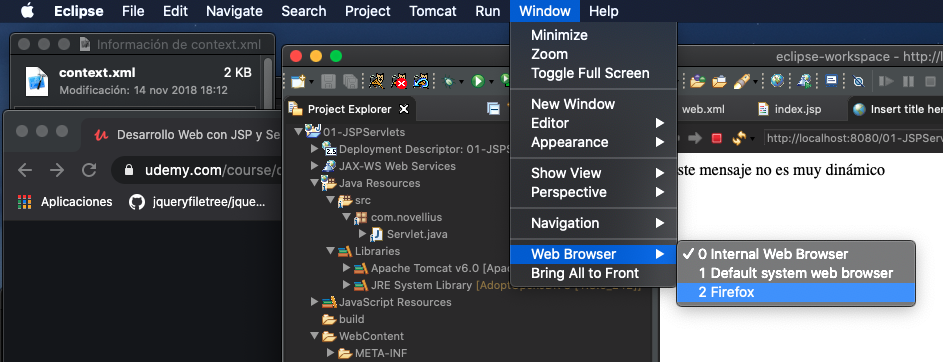 Eclipse File Edit Navigate Search Project Tomcat Run Window Help
Información de context.xml
context.xml 2 KB
Modificación: 14 nov 2018 18:12
Desarrollo Web con JSP y Se
udemy.com/course/
Aplicaciones jqueryfiletree/jque...
eclipse-workspace - http://l
Project Explorer
01-JSPServlets
Deployment Descriptor: 01-JSP
JAX-WS Web Services
Java Resources
src
com.novellius
Servlet.java
Libraries
Apache Tomcat v6.0 [Apac
JRE System Library
JavaScript Resources
build
WebContent
META-INF
Minimize
Zoom
Toggle Full Screen
New Window
Editor
Appearance
Show View
Perspective
Navigation
Web Browser
Bring All to Front
0 Internal Web Browser
1 Default system web browser
2 Firefox
web.xml index.jsp Insert title here
http://localhost:8080/01-JSPServ
ste mensaje no es muy dinámico